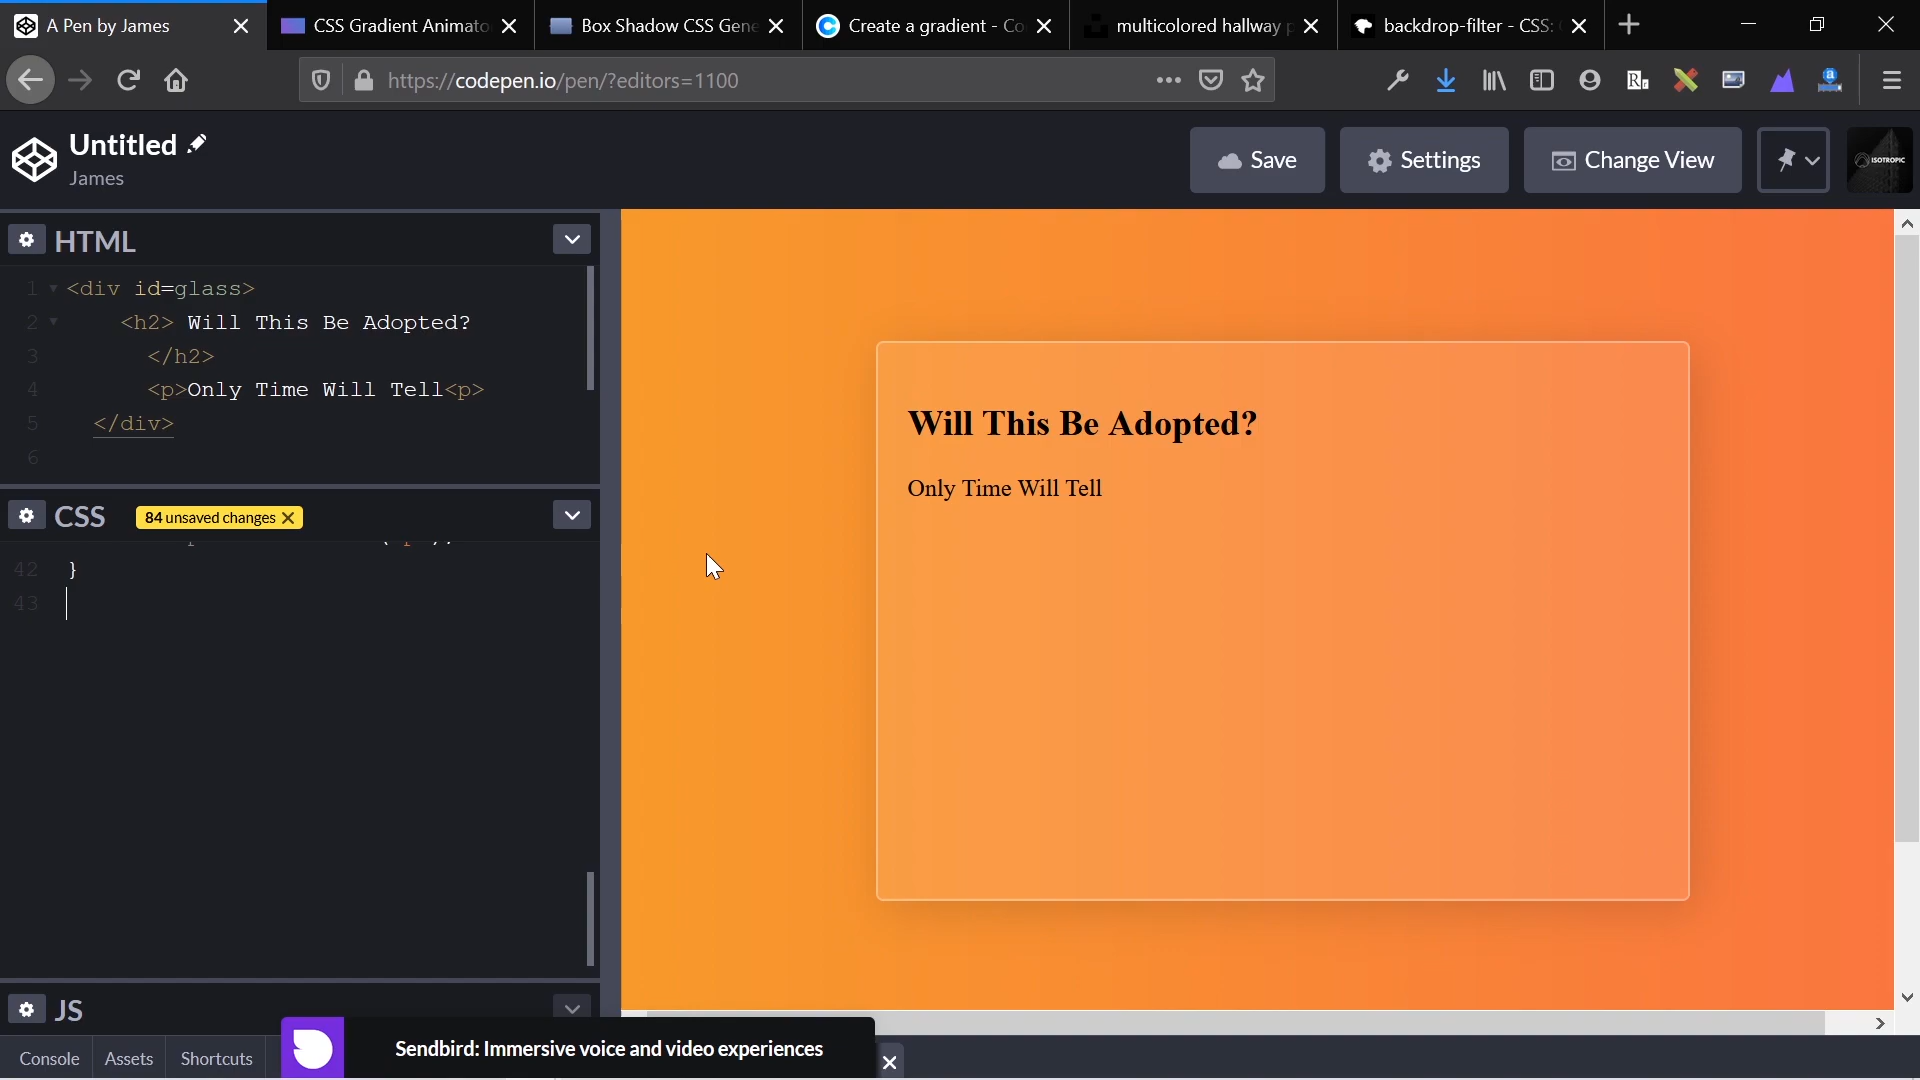 A Pen by James
CSS Gradient Animato
Box Shadow CSS Gene
Create a gradient - Co
multicolored hallway p
backdrop-filter - CSS:
https://codepen.io/pen/?editors=1100
Untitled
James
Save
Settings
Change View
ISOTROPIC
HTML
1 <div id=glass>
2 <h2> Will This Be Adopted?
3 </h2>
4 <p>Only Time Will Tell<p>
5 </div>
6
CSS
84 unsaved changes
42 }
43
JS
Console
Assets
Shortcuts
Sendbird: Immersive voice and video experiences
Will This Be Adopted?
Only Time Will Tell